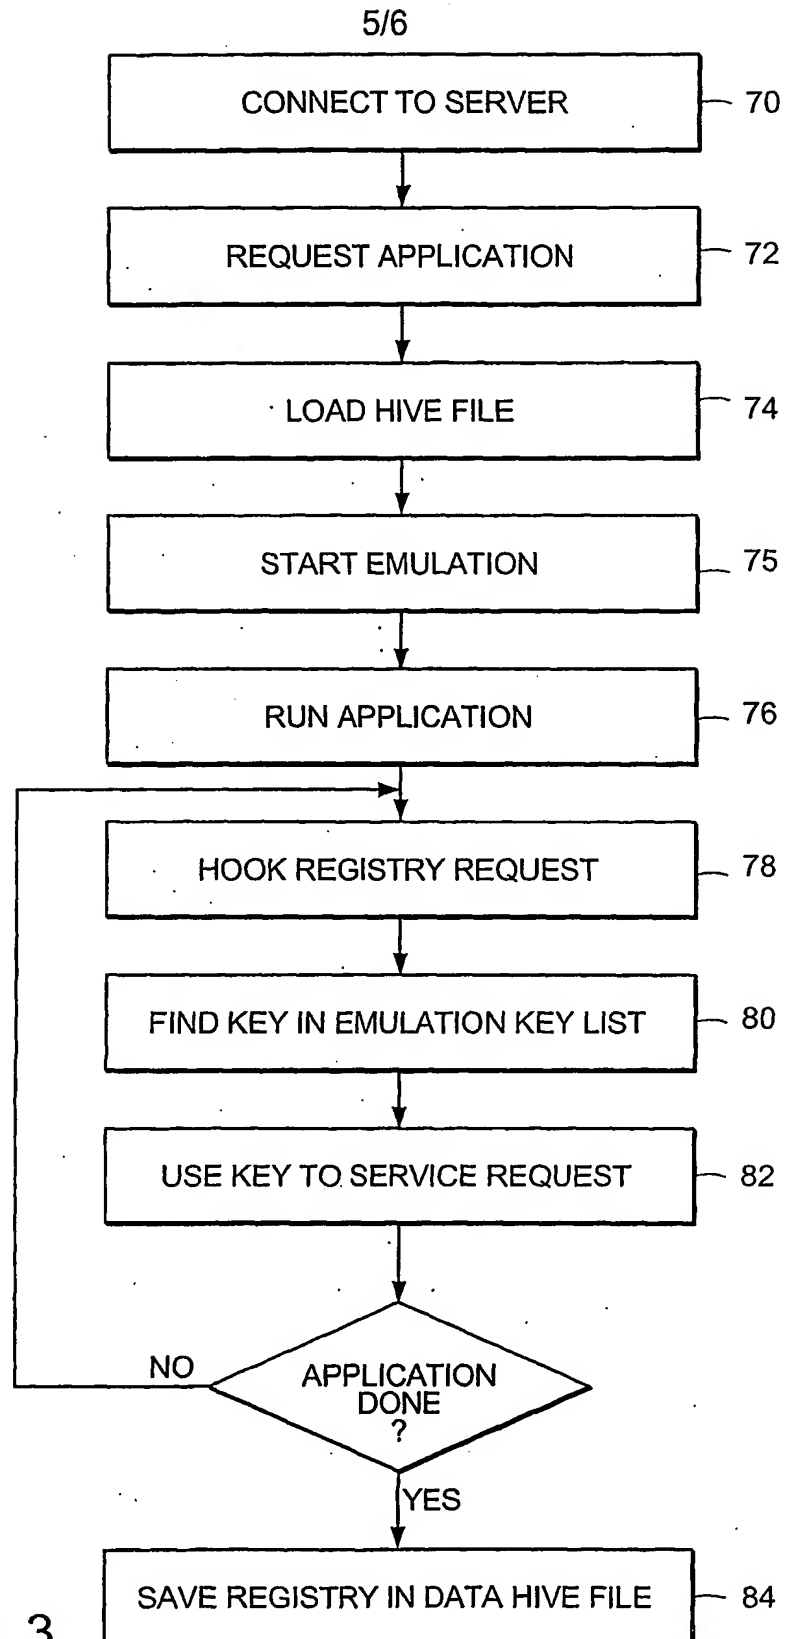 5/6
CONNECT TO SERVER
70
REQUEST APPLICATION
72
LOAD HIVE FILE
74
START EMULATION
75
RUN APPLICATION
76
HOOK REGISTRY REQUEST
78
FIND KEY IN EMULATION KEY LIST
80
USE KEY TO SERVICE REQUEST
82
NO
APPLICATION
DONE
?
YES
SAVE REGISTRY IN DATA HIVE FILE
84
3